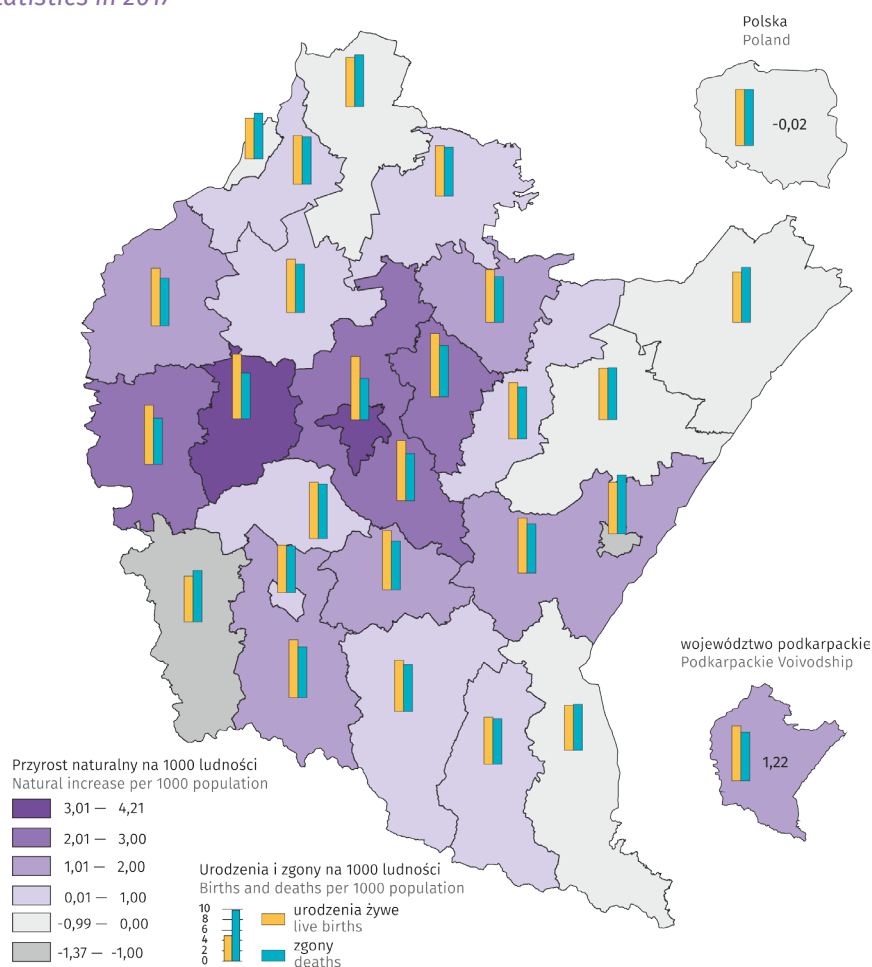 statistics in 2017
Polska
Poland
-0,02
województwo podkarpackie
Podkarpackie Voivodship
1,22
Przyrost naturalny na 1000 ludności
Natural increase per 1000 population
3,01 — 4,21
2,01 — 3,00
1,01 — 2,00
0,01 — 1,00
-0,99 — 0,00
-1,37 — -1,00
Urodzenia i zgony na 1000 ludności
Births and deaths per 1000 population
10
8
6
4
2
0
urodzenia żywe
live births
zgony
deaths